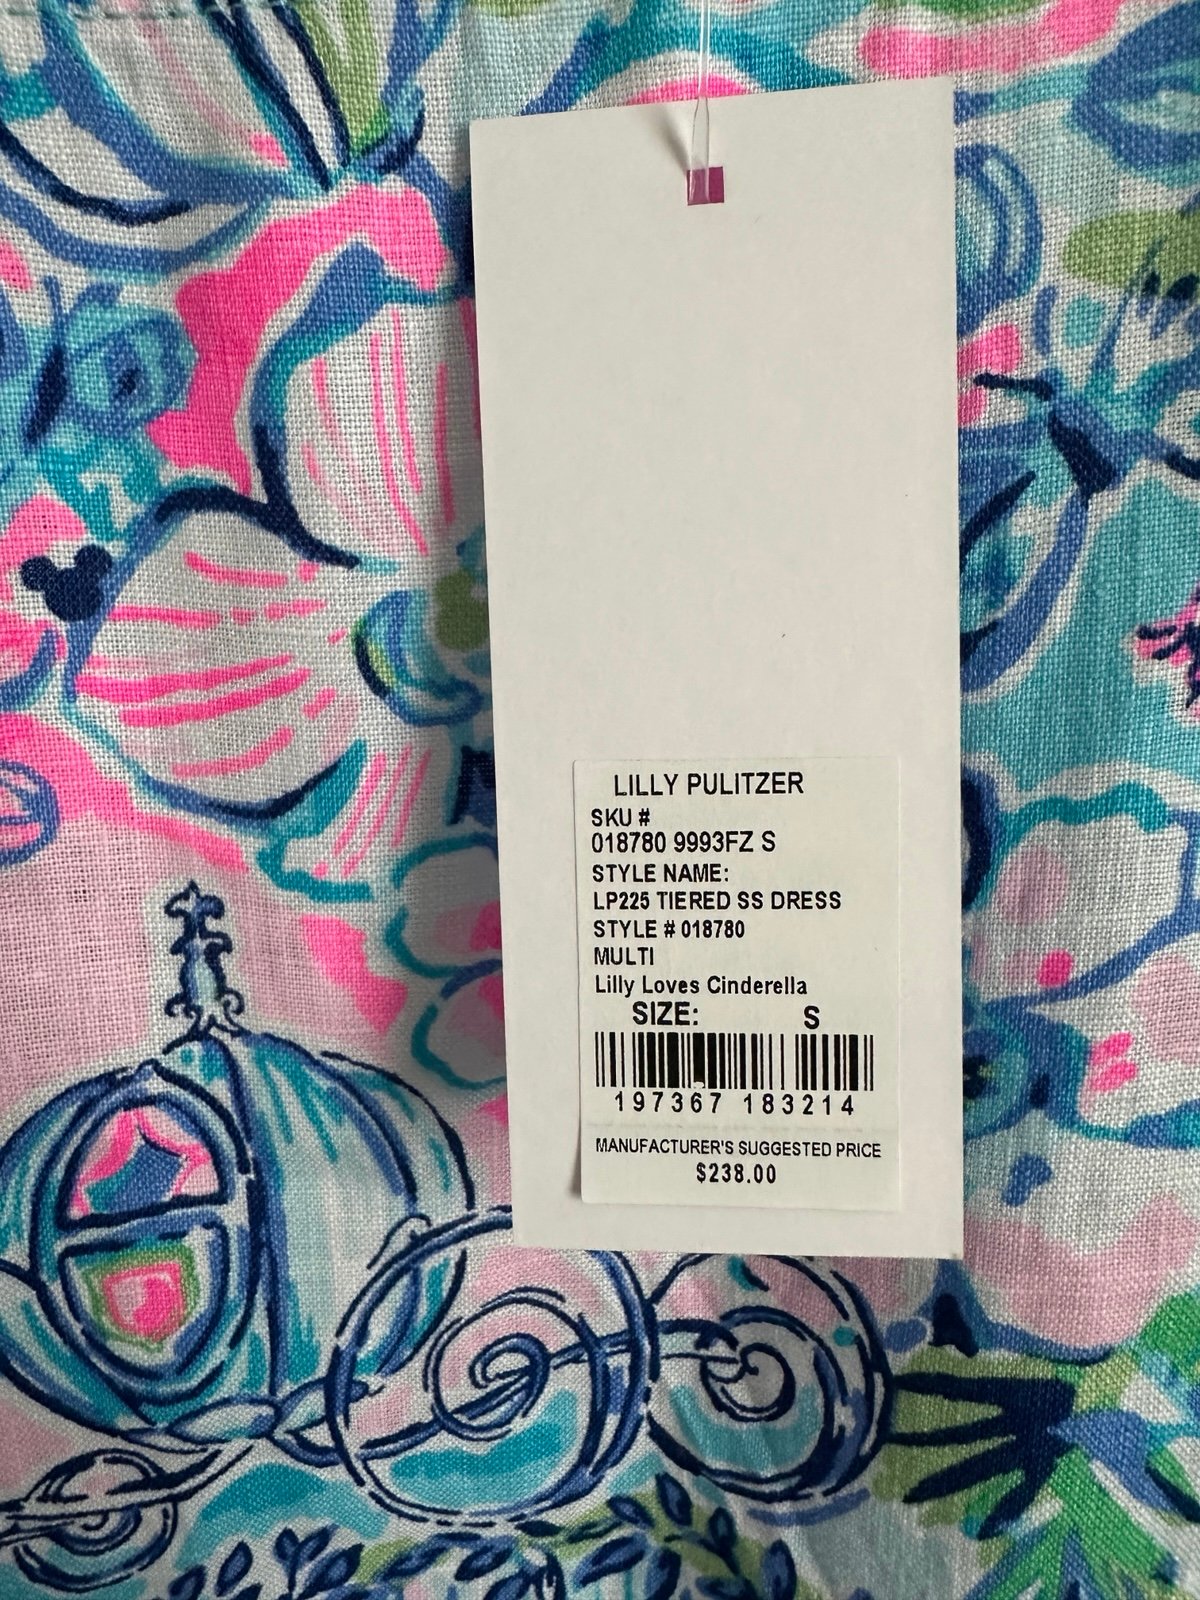 LILLY PULITZER
SKU #
018780 9993FZ S
STYLE NAME:
LP225 TIERED SS DRESS
STYLE # 018780
MULTI
Lilly Loves Cinderella
SIZE: S
197367 183214
MANUFACTURER'S SUGGESTED PRICE
$238.00